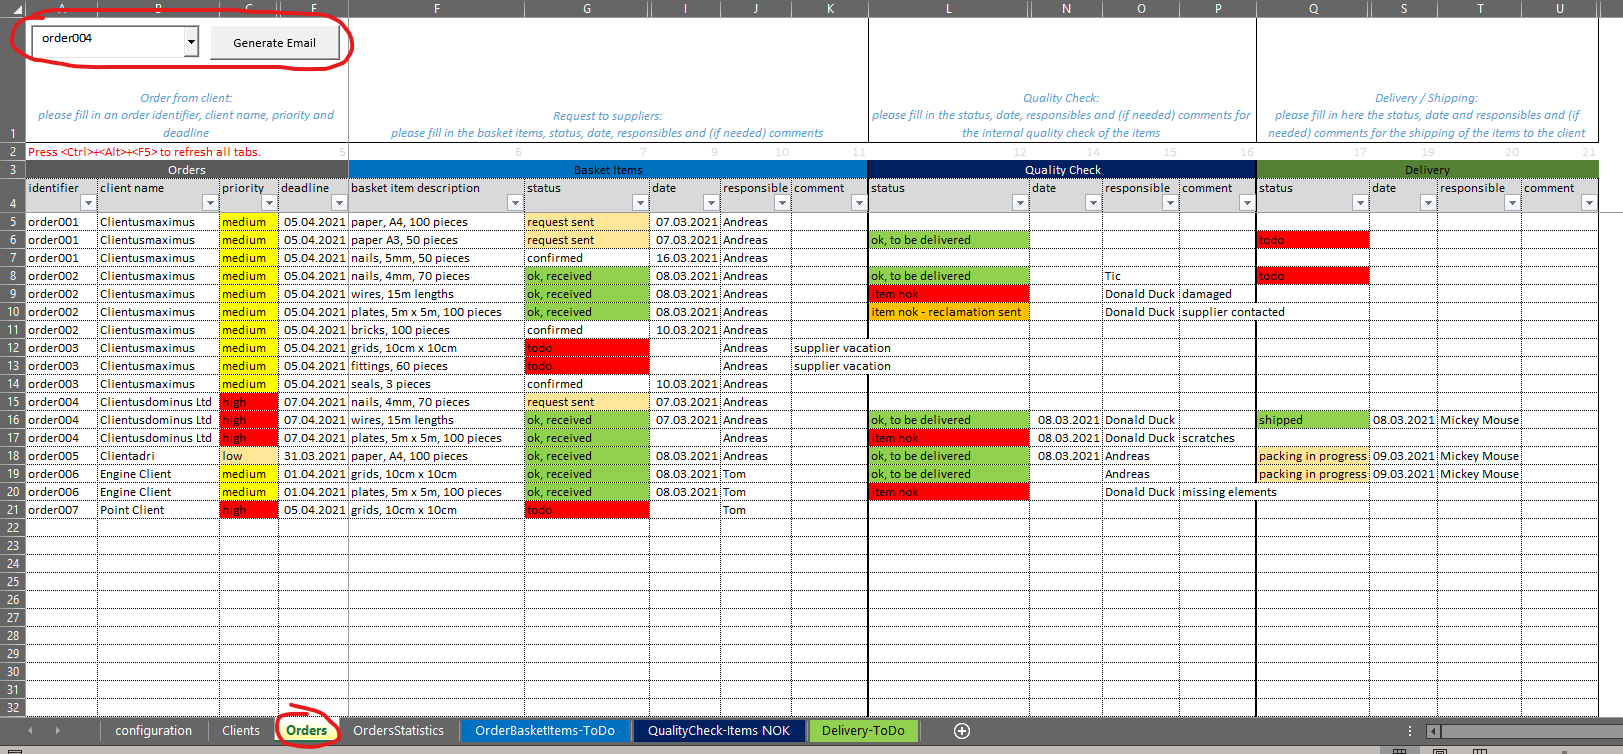 A B C E F G I J K L N O P Q S T U
order004 Generate Email
Order from client:
please fill in an order identifier, client name, priority and
deadline
Request to suppliers:
please fill in the basket items, status, date, responsibles and (if needed) comments
Quality Check:
please fill in the status, date, responsibles and (if needed) comments for
the internal quality check of the items
Delivery / Shipping:
please fill in here the status, date and responsibles and (if
needed) comments for the shipping of the items to the client
1
2 Press <Ctrl>+<Alt>+<F5> to refresh all tabs. 5 6 7 9 10 11 12 14 15 16 17 19 20 21
3 Orders Basket Items Quality Check Delivery
identifier client name priority deadline basket item description status date responsible comment status date responsible comment status date responsible comment
4
5 order001 Clientusmaximus medium 05.04.2021 paper, A4, 100 pieces request sent 07.03.2021 Andreas
6 order001 Clientusmaximus medium 05.04.2021 paper A3, 50 pieces request sent 07.03.2021 Andreas ok, to be delivered todo
7 order001 Clientusmaximus medium 05.04.2021 nails, 5mm, 50 pieces confirmed 16.03.2021 Andreas
8 order002 Clientusmaximus medium 05.04.2021 nails, 4mm, 70 pieces ok, received 08.03.2021 Andreas ok, to be delivered Tic todo
9 order002 Clientusmaximus medium 05.04.2021 wires, 15m lengths ok, received 08.03.2021 Andreas item nok Donald Duck damaged
10 order002 Clientusmaximus medium 05.04.2021 plates, 5m x 5m, 100 pieces ok, received 08.03.2021 Andreas item nok - reclamation sent Donald Duck supplier contacted
11 order002 Clientusmaximus medium 05.04.2021 bricks, 100 pieces confirmed 10.03.2021 Andreas
12 order003 Clientusmaximus medium 05.04.2021 grids, 10cm x 10cm todo Andreas supplier vacation
13 order003 Clientusmaximus medium 05.04.2021 fittings, 60 pieces todo Andreas supplier vacation
14 order003 Clientusmaximus medium 05.04.2021 seals, 3 pieces confirmed 10.03.2021 Andreas
15 order004 Clientusdominus Ltd high 07.04.2021 nails, 4mm, 70 pieces request sent 07.03.2021 Andreas
16 order004 Clientusdominus Ltd high 07.04.2021 wires, 15m lengths ok, received 07.03.2021 Andreas ok, to be delivered 08.03.2021 Donald Duck shipped 08.03.2021 Mickey Mouse
17 order004 Clientusdominus Ltd high 07.04.2021 plates, 5m x 5m, 100 pieces ok, received Andreas item nok 08.03.2021 Donald Duck scratches
18 order005 Clientadri low 31.03.2021 paper, A4, 100 pieces ok, received 08.03.2021 Andreas ok, to be delivered 08.03.2021 Andreas packing in progress 09.03.2021 Mickey Mouse
19 order006 Engine Client medium 01.04.2021 grids, 10cm x 10cm ok, received 08.03.2021 Tom ok, to be delivered Andreas packing in progress 09.03.2021 Mickey Mouse
20 order006 Engine Client medium 01.04.2021 plates, 5m x 5m, 100 pieces ok, received 08.03.2021 Tom item nok Donald Duck missing elements
21 order007 Point Client high 05.04.2021 grids, 10cm x 10cm todo Tom
22
23
24
25
26
27
28
29
30
31
32
configuration Clients Orders OrdersStatistics OrderBasketItems-ToDo QualityCheck-Items NOK Delivery-ToDo